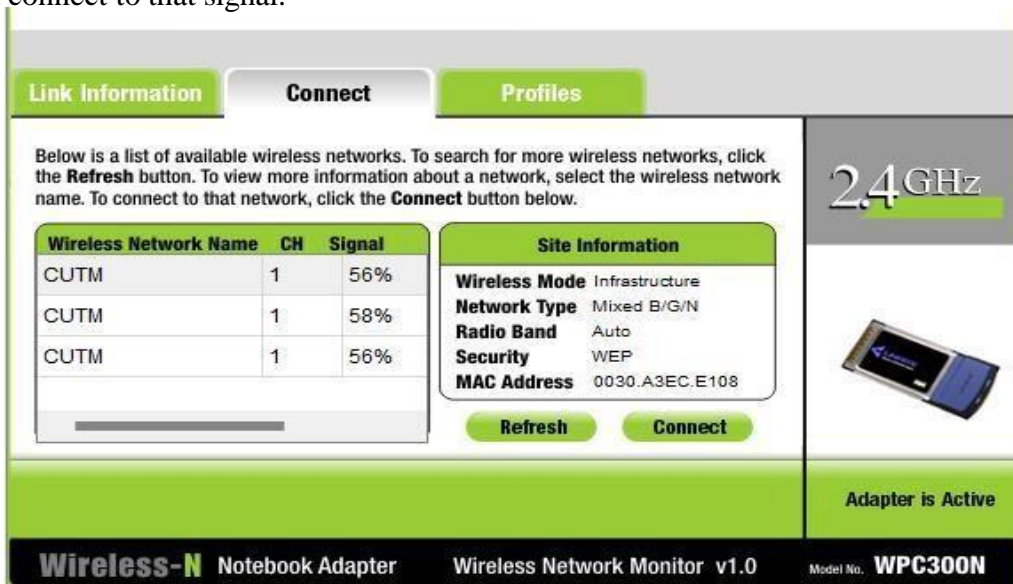 connect to that signal.
Link Information Connect Profiles
Below is a list of available wireless networks. To search for more wireless networks, click
the Refresh button. To view more information about a network, select the wireless network
name. To connect to that network, click the Connect button below.
2.4GHz
Wireless Network Name CH Signal
CUTM 1 56%
CUTM 1 58%
CUTM 1 56%
Site Information
Wireless Mode Infrastructure
Network Type Mixed B/G/N
Radio Band Auto
Security WEP
MAC Address 0030.A3EC.E108
Refresh Connect
Adapter is Active
Wireless-N Notebook Adapter Wireless Network Monitor v1.0 Model No. WPC300N